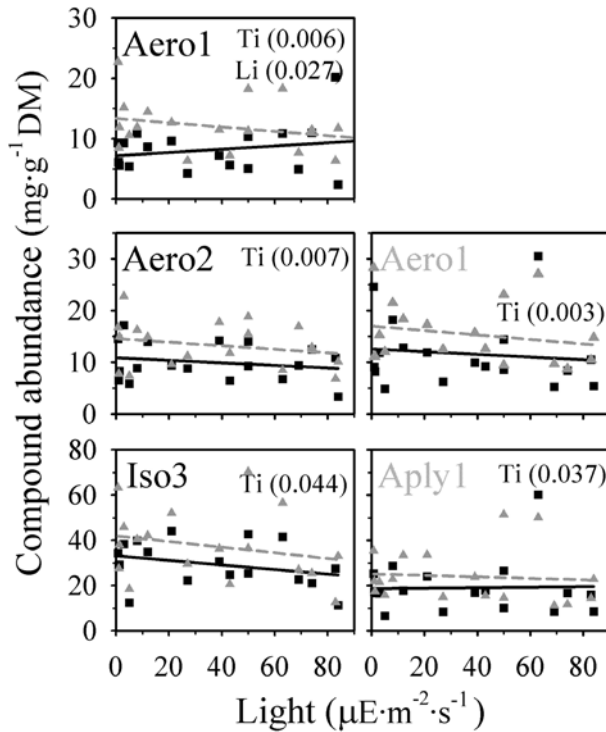 Compound abundance (mg·g⁻¹ DM)
30
20
10
0
Aero1
Ti (0.006)
Li (0.027)
30
20
10
0
Aero2
Ti (0.007)
Aero1
Ti (0.003)
80
60
40
20
0
Iso3
Ti (0.044)
Aply1
Ti (0.037)
0 20 40 60 80 0 20 40 60 80
Light (μE·m⁻²·s⁻¹)